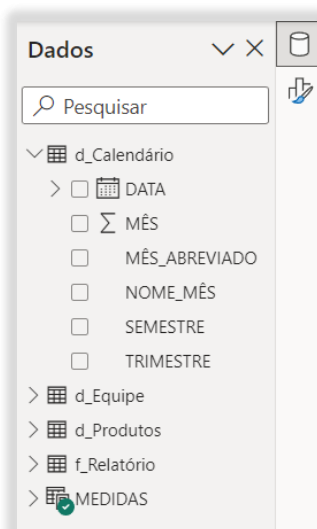 Dados
Pesquisar
d_Calendário
DATA
MÊS
MÊS_ABREVIADO
NOME_MÊS
SEMESTRE
TRIMESTRE
d_Equipe
d_Produtos
f_Relatório
MEDIDAS